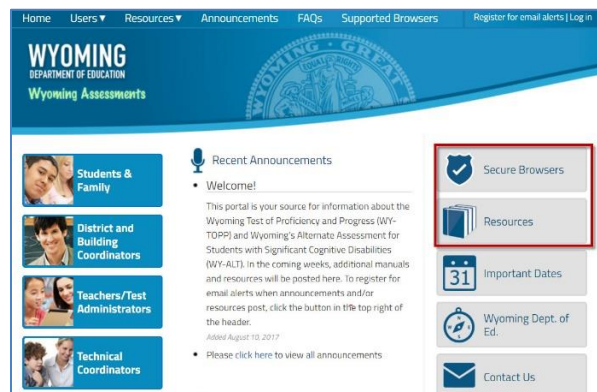 Home Users▼ Resources▼ Announcements FAQs Supported Browsers Register for email alerts | Log in
WYOMING
DEPARTMENT OF EDUCATION
Wyoming Assessments
WYOMING · GREAT
EQUAL RIGHTS
Students &
Family
District and
Building
Coordinators
Teachers/Test
Administrators
Technical
Coordinators
Recent Announcements
• Welcome!
This portal is your source for information about the
Wyoming Test of Proficiency and Progress (WY-
TOPP) and Wyoming's Alternate Assessment for
Students with Significant Cognitive Disabilities
(WY-ALT). In the coming weeks, additional manuals
and resources will be posted here. To register for
email alerts when announcements and/or
resources post, click the button in the top right of
the header.
Added August 10, 2017
• Please click here to view all announcements
Secure Browsers
Resources
31 Important Dates
Wyoming Dept. of
Ed.
Contact Us